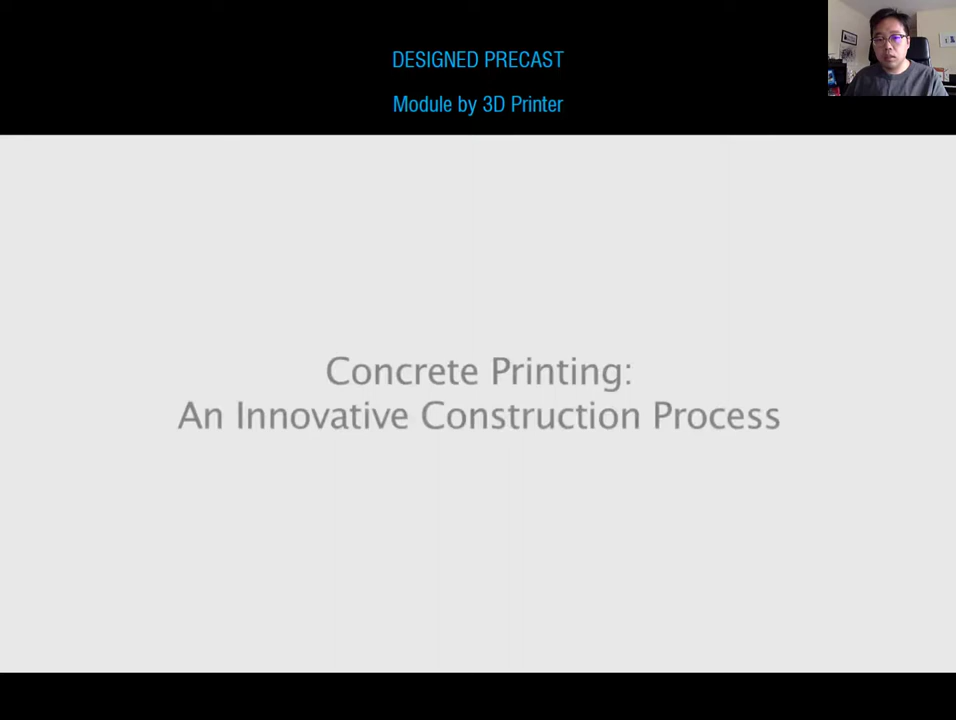 DESIGNED PRECAST
Module by 3D Printer
Concrete Printing:
An Innovative Construction Process